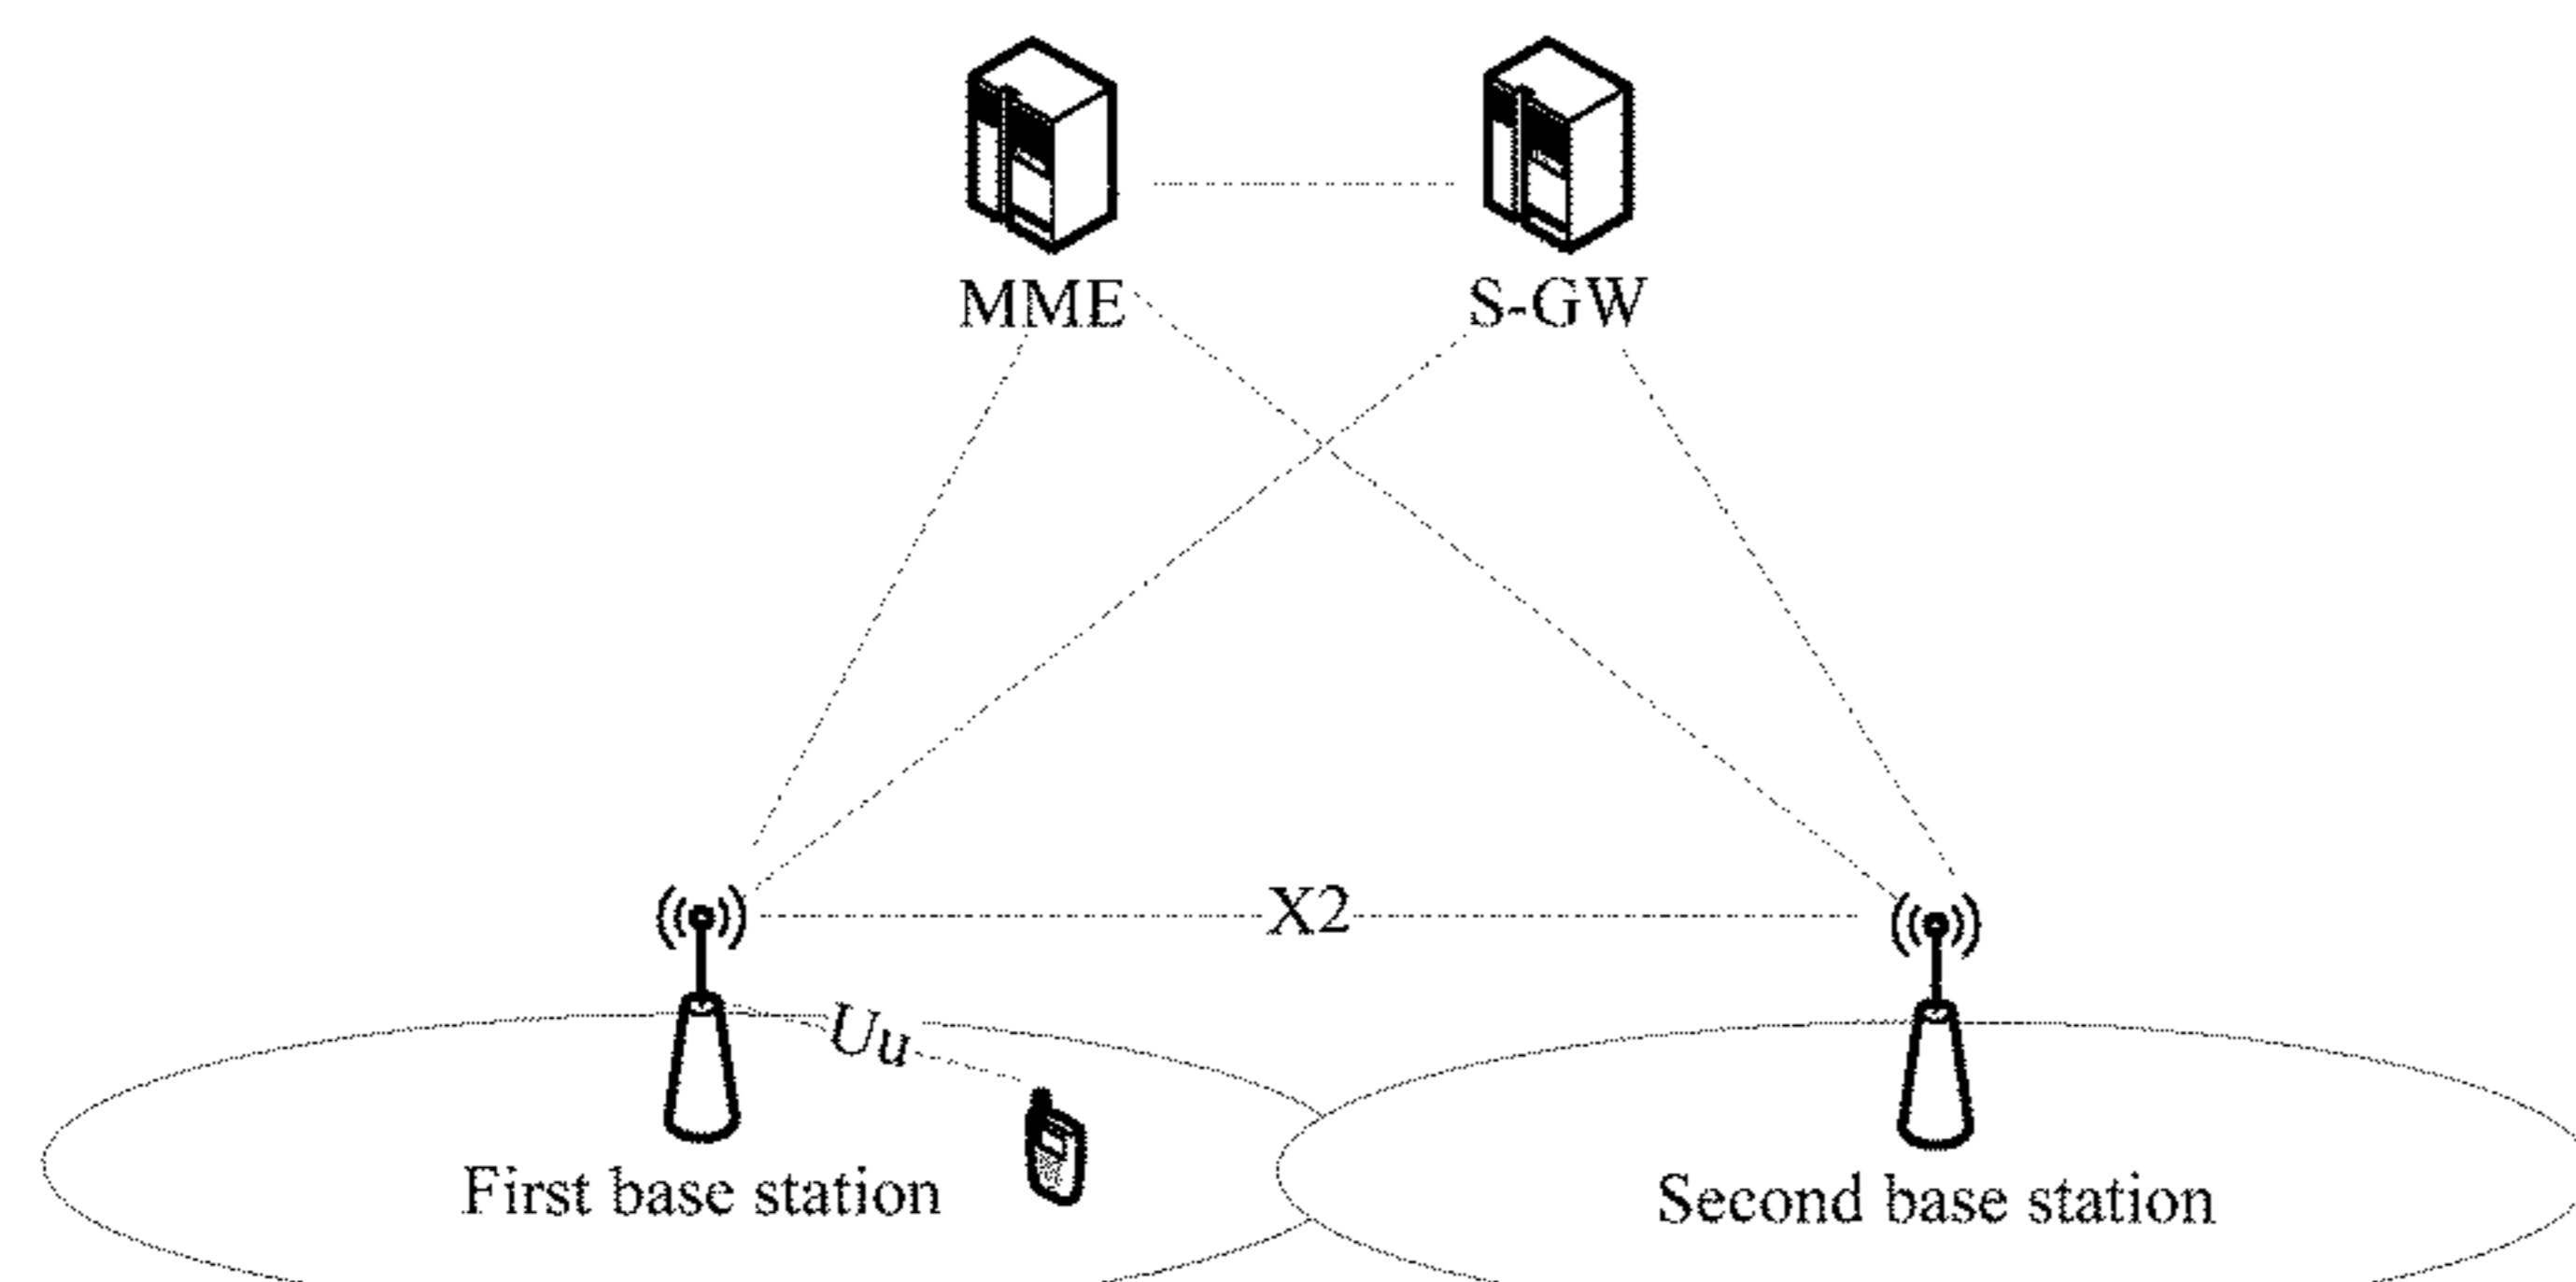 MME
S-GW
X2
Uu
First base station
Second base station